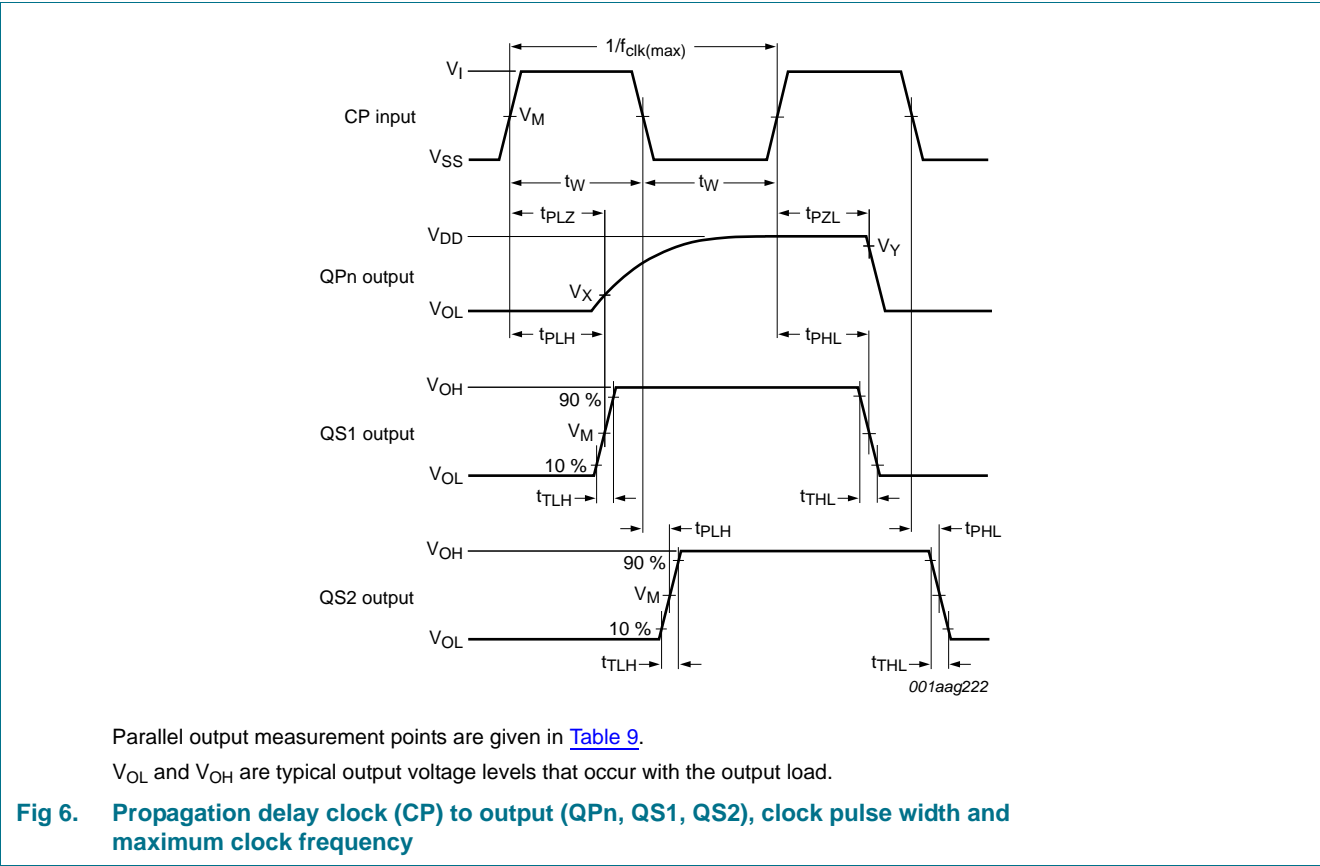 1/fclk(max)
VI
CP input
VM
VSS
tW tW
tPLZ tPZL
VDD
VY
QPn output
VX
VOL
tPLH tPHL
VOH
90 %
QS1 output
VM
10 %
VOL
tTLH tTHL
tPLH tPHL
VOH
90 %
QS2 output
VM
10 %
VOL
tTLH tTHL
001aag222
Parallel output measurement points are given in Table 9.
VOL and VOH are typical output voltage levels that occur with the output load.
Fig 6. Propagation delay clock (CP) to output (QPn, QS1, QS2), clock pulse width and
maximum clock frequency